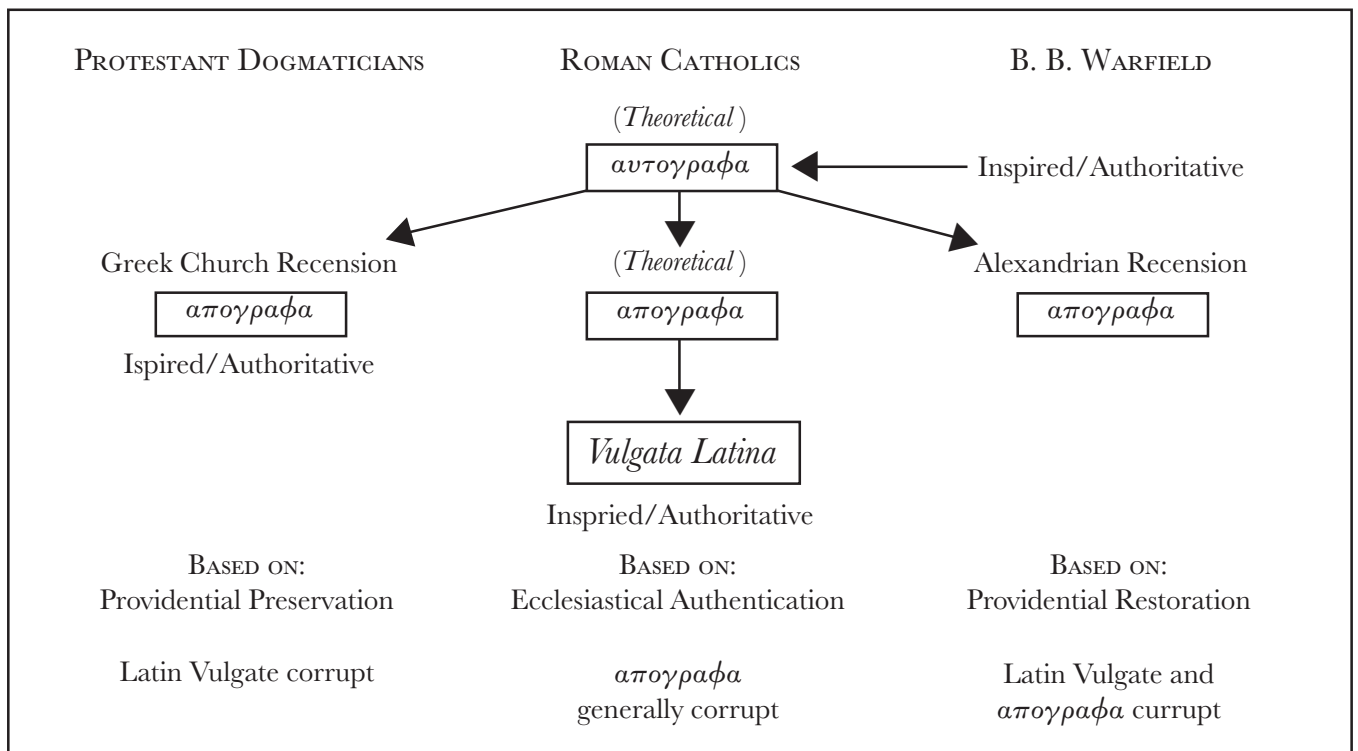 PROTESTANT DOGMATICIANS
ROMAN CATHOLICS
B. B. WARFIELD
(Theoretical)
αυτογραφα
Inspired/Authoritative
Greek Church Recension
(Theoretical)
Alexandrian Recension
απογραφα
απογραφα
απογραφα
Ispired/Authoritative
Vulgata Latina
Inspried/Authoritative
BASED ON:
Providential Preservation
Latin Vulgate corrupt
BASED ON:
Ecclesiastical Authentication
απογραφα
generally corrupt
BASED ON:
Providential Restoration
Latin Vulgate and
απογραφα currupt